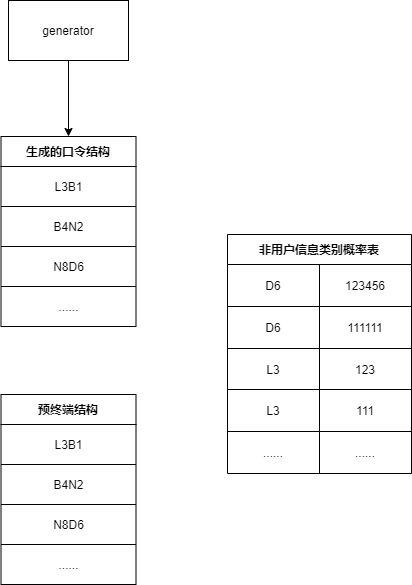 generator
生成的口令结构
L3B1
B4N2
N8D6
......
非用户信息类别概率表
D6 123456
D6 111111
L3 123
L3 111
...... ......
预终端结构
L3B1
B4N2
N8D6
......